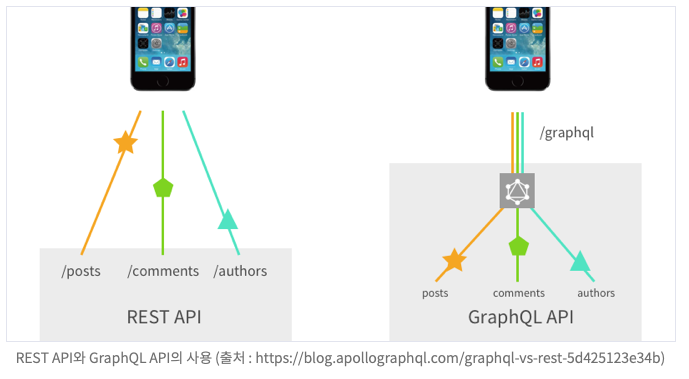 /graphql
/posts
/comments
/authors
posts
comments
authors
REST API
GraphQL API
REST API와 GraphQL API의 사용 (출처 : https://blog.apollographql.com/graphql-vs-rest-5d425123e34b)